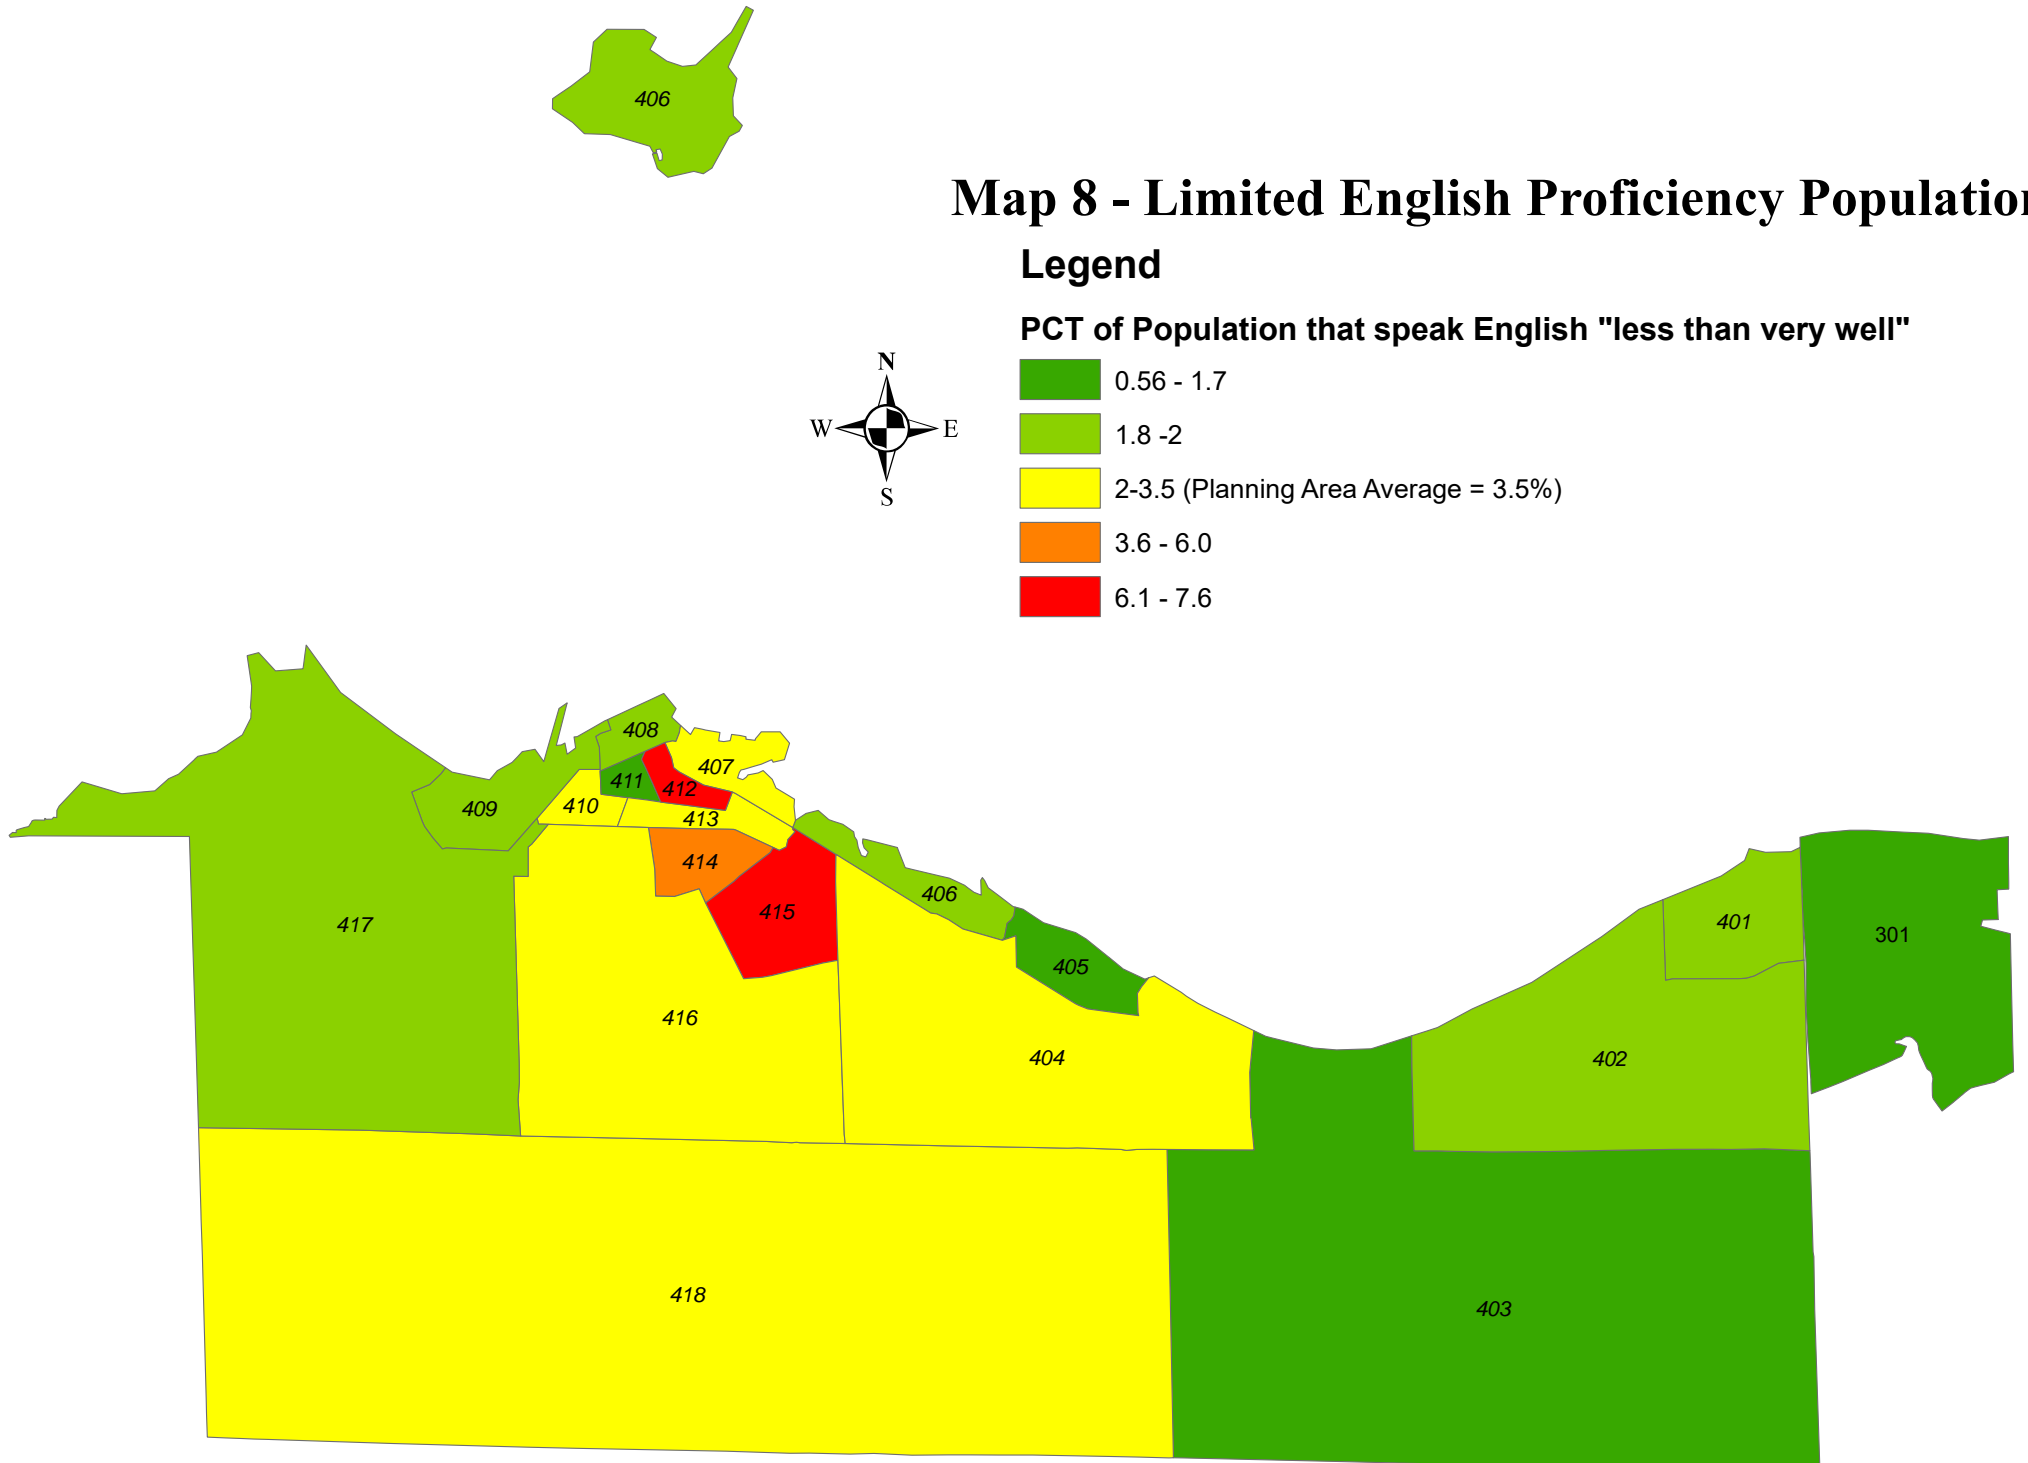 406
Map 8 - Limited English Proficiency Population
Legend
PCT of Population that speak English "less than very well"
0.56 - 1.7
1.8 -2
2-3.5 (Planning Area Average = 3.5%)
3.6 - 6.0
6.1 - 7.6
N
W E
S
408
407
411
412
409
410
413
414
406
415
401
417
301
405
416
404
402
418
403